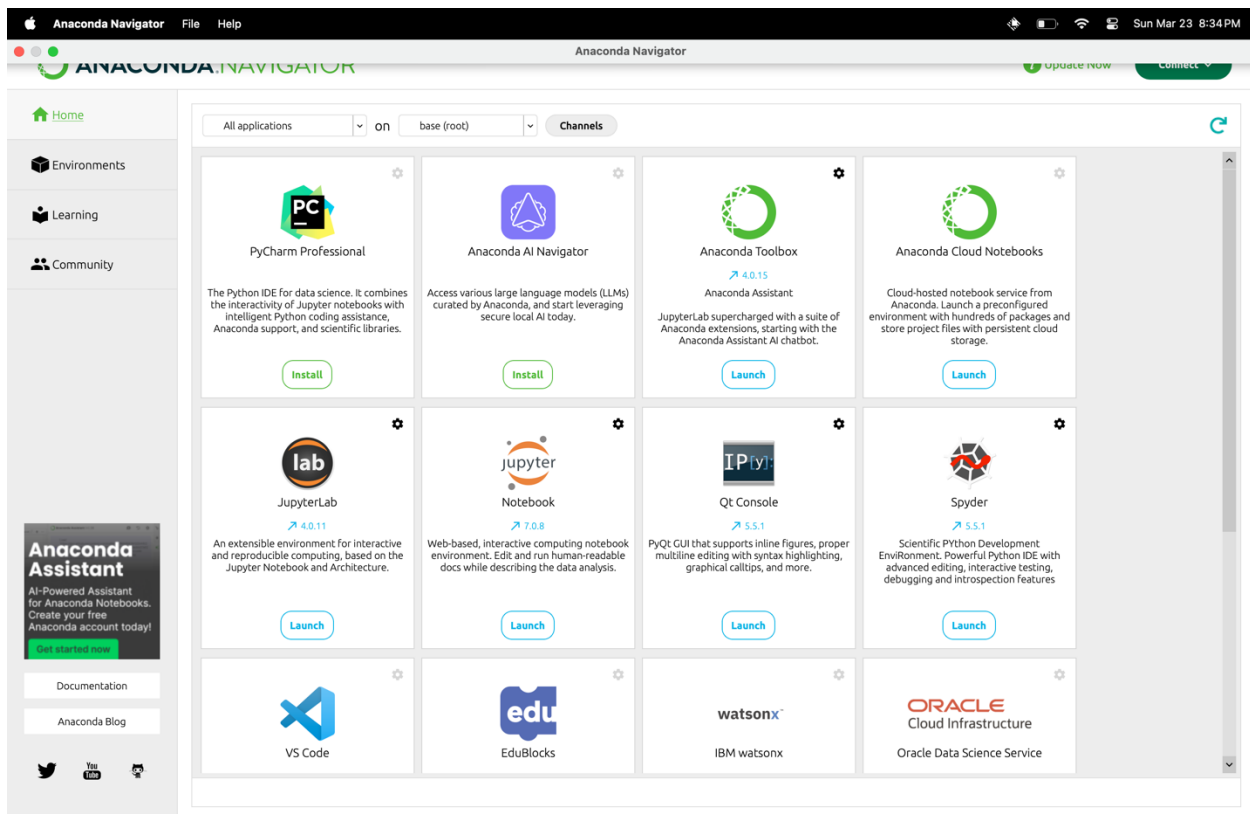 Anaconda Navigator File Help Sun Mar 23 8:34 PM
Anaconda Navigator
ANACONDA.NAVIGATOR
Update Now
Connect
Home
Environments
Learning
Community
All applications on base (root) Channels
PC
PyCharm Professional
The Python IDE for data science. It combines
the interactivity of Jupyter notebooks with
intelligent Python coding assistance,
Anaconda support, and scientific libraries.
Install
Anaconda AI Navigator
Access various large language models (LLMs)
curated by Anaconda, and start leveraging
secure local AI today.
Install
Anaconda Toolbox
4.0.15
Anaconda Assistant
JupyterLab supercharged with a suite of
Anaconda extensions, starting with the
Anaconda Assistant AI chatbot.
Launch
Anaconda Cloud Notebooks
Cloud-hosted notebook service from
Anaconda. Launch a preconfigured
environment with hundreds of packages and
store project files with persistent cloud
storage.
Launch
lab
JupyterLab
4.0.11
An extensible environment for interactive
and reproducible computing, based on the
Jupyter Notebook and Architecture.
Launch
jupyter
Notebook
7.0.8
Web-based, interactive computing notebook
environment. Edit and run human-readable
docs while describing the data analysis.
Launch
IP[y]:
Qt Console
5.5.1
PyQt GUI that supports inline figures, proper
multiline editing with syntax highlighting,
graphical calltips, and more.
Launch
Spyder
5.5.1
Scientific PYthon Development
EnviRonment. Powerful Python IDE with
advanced editing, interactive testing,
debugging and introspection features
Launch
VS Code
edu
EduBlocks
watsonx
IBM watsonx
ORACLE
Cloud Infrastructure
Oracle Data Science Service
Anaconda
Assistant
AI-Powered Assistant
for Anaconda Notebooks.
Create your free
Anaconda account today!
Get started now
Documentation
Anaconda Blog
You
Tube